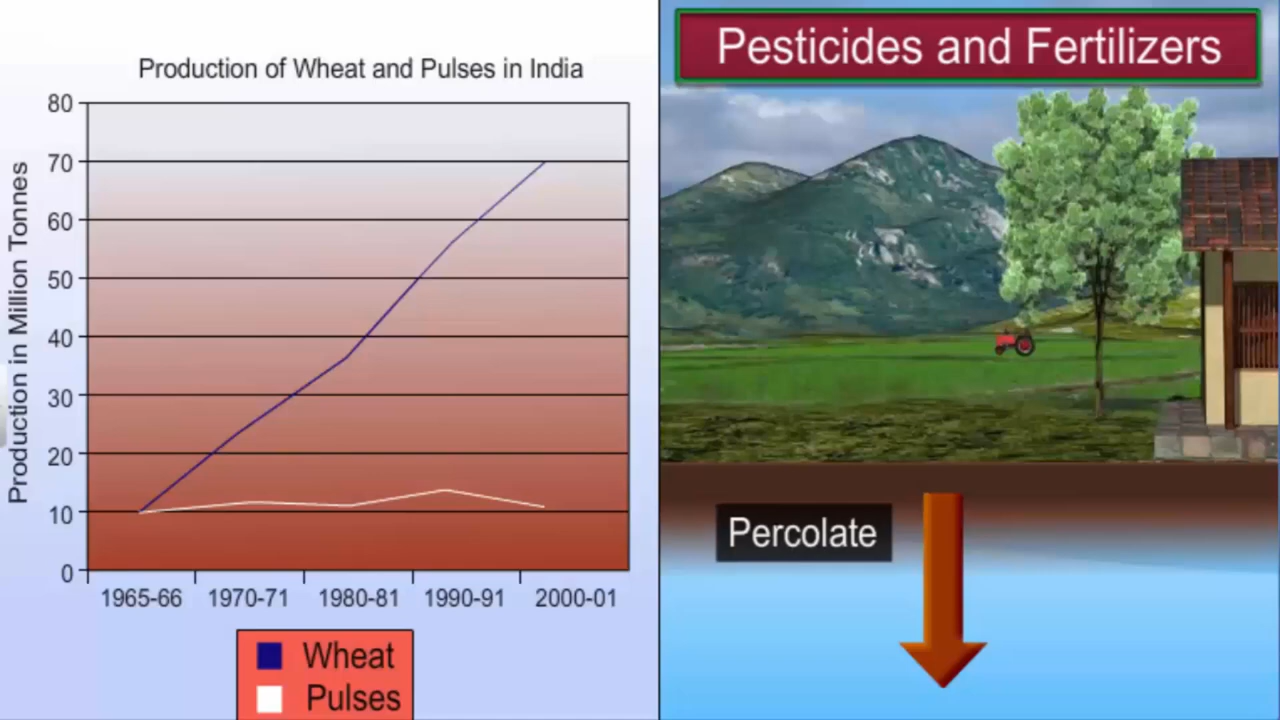 Production of Wheat and Pulses in India
Production in Million Tonnes
80
70
60
50
40
30
20
10
0
1965-66 1970-71 1980-81 1990-91 2000-01
Wheat
Pulses
Pesticides and Fertilizers
Percolate